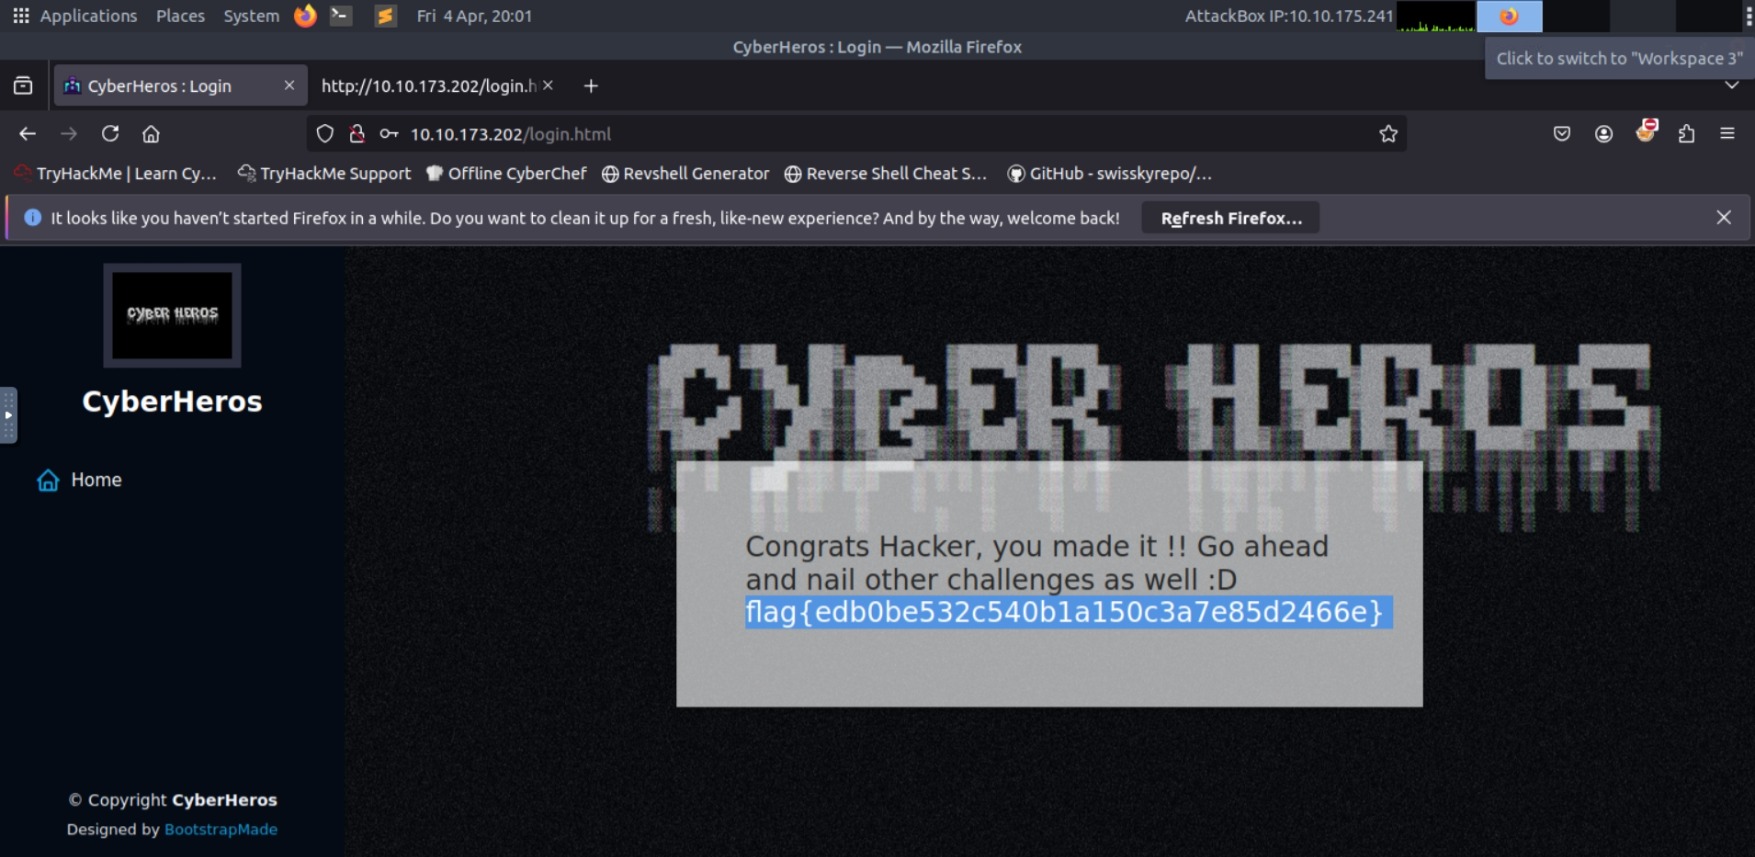 Applications Places System Fri 4 Apr, 20:01 AttackBox IP:10.10.175.241
CyberHeros : Login — Mozilla Firefox
Click to switch to "Workspace 3"
CyberHeros : Login http://10.10.173.202/login.h
10.10.173.202/login.html
TryHackMe | Learn Cy... TryHackMe Support Offline CyberChef Revshell Generator Reverse Shell Cheat S... GitHub - swisskyrepo/...
It looks like you haven't started Firefox in a while. Do you want to clean it up for a fresh, like-new experience? And by the way, welcome back! Refresh Firefox...
CYBER HEROS
CyberHeros
Home
CYBER HEROS
Congrats Hacker, you made it !! Go ahead
and nail other challenges as well :D
flag{edb0be532c540b1a150c3a7e85d2466e}
© Copyright CyberHeros
Designed by BootstrapMade